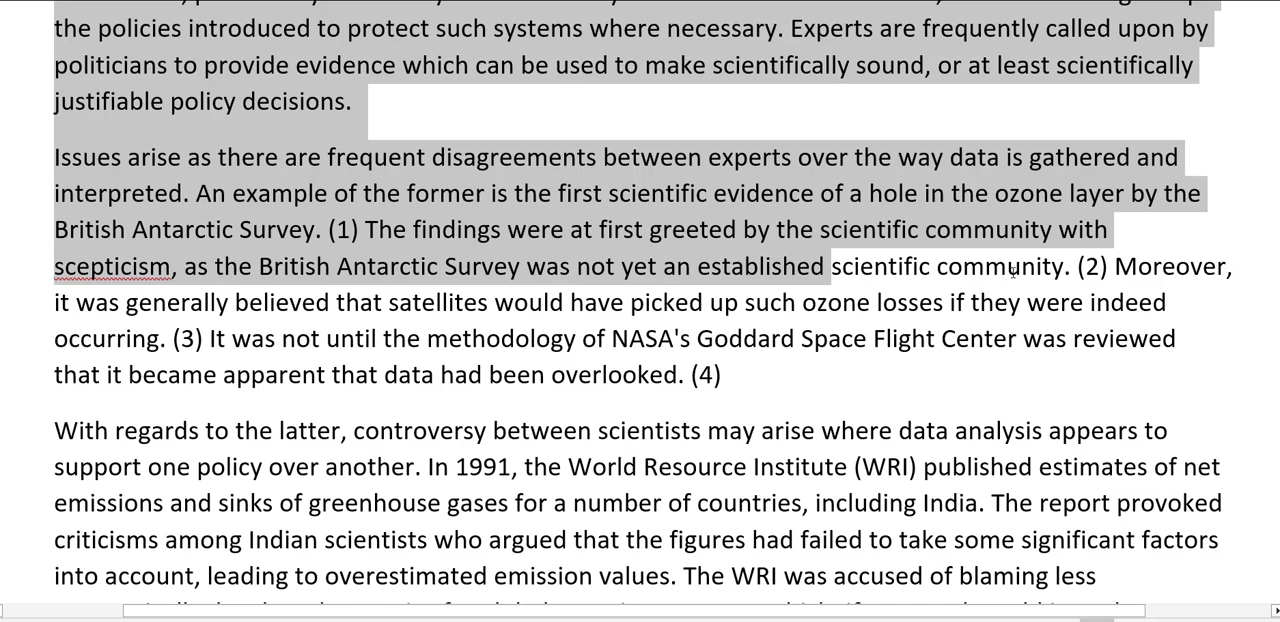 the policies introduced to protect such systems where necessary. Experts are frequently called upon by
politicians to provide evidence which can be used to make scientifically sound, or at least scientifically
justifiable policy decisions.
Issues arise as there are frequent disagreements between experts over the way data is gathered and
interpreted. An example of the former is the first scientific evidence of a hole in the ozone layer by the
British Antarctic Survey. (1) The findings were at first greeted by the scientific community with
scepticism, as the British Antarctic Survey was not yet an established scientific community. (2) Moreover,
it was generally believed that satellites would have picked up such ozone losses if they were indeed
occurring. (3) It was not until the methodology of NASA's Goddard Space Flight Center was reviewed
that it became apparent that data had been overlooked. (4)
With regards to the latter, controversy between scientists may arise where data analysis appears to
support one policy over another. In 1991, the World Resource Institute (WRI) published estimates of net
emissions and sinks of greenhouse gases for a number of countries, including India. The report provoked
criticisms among Indian scientists who argued that the figures had failed to take some significant factors
into account, leading to overestimated emission values. The WRI was accused of blaming less